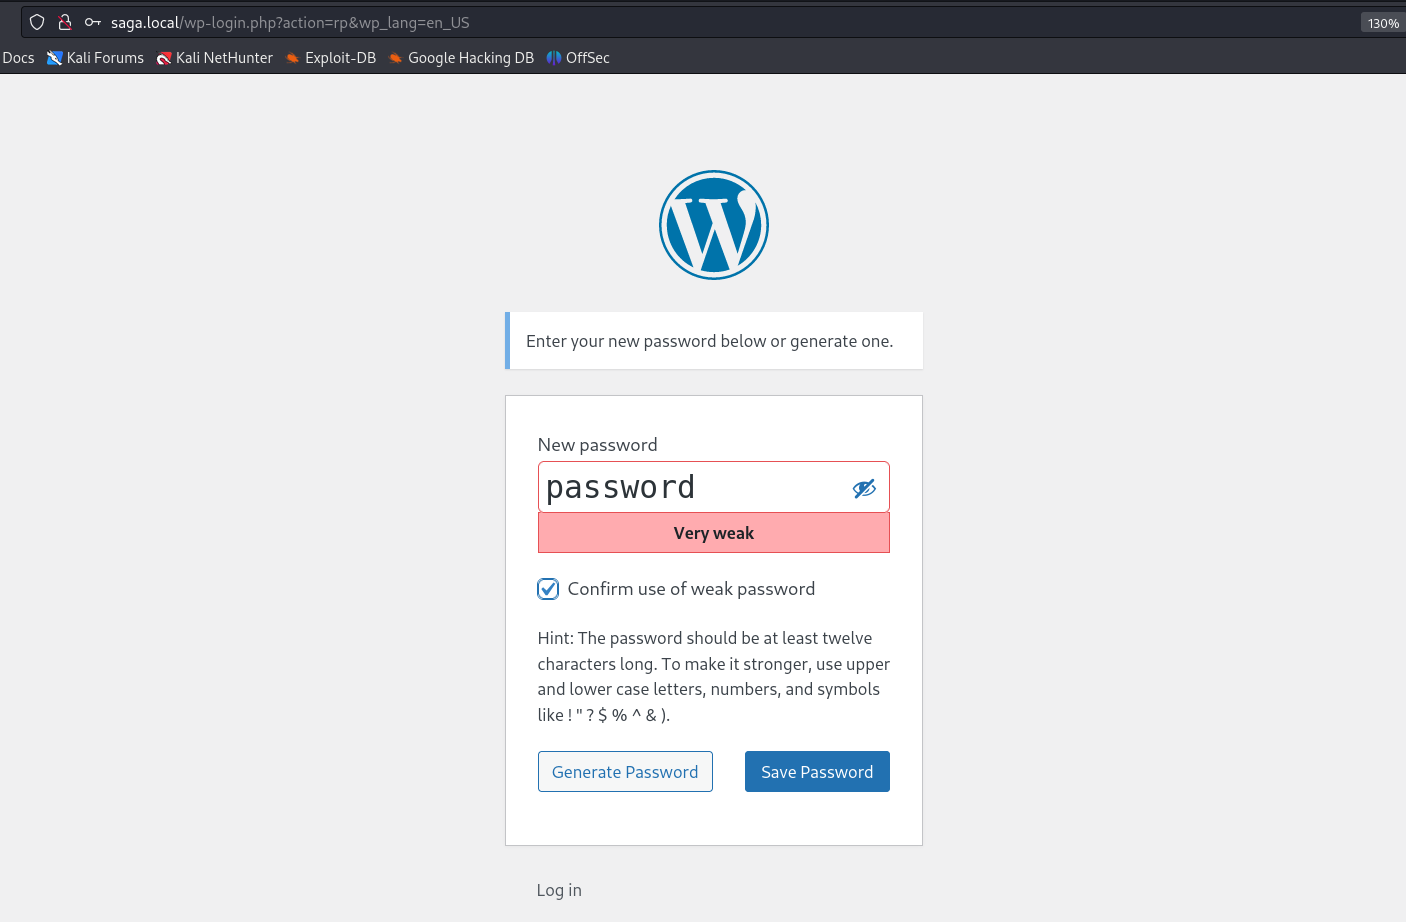 saga.local/wp-login.php?action=rp&wp_lang=en_US
130%
Docs Kali Forums Kali NetHunter Exploit-DB Google Hacking DB OffSec
Enter your new password below or generate one.
New password
password
Very weak
Confirm use of weak password
Hint: The password should be at least twelve
characters long. To make it stronger, use upper
and lower case letters, numbers, and symbols
like ! " ? $ % ^ & ).
Generate Password Save Password
Log in